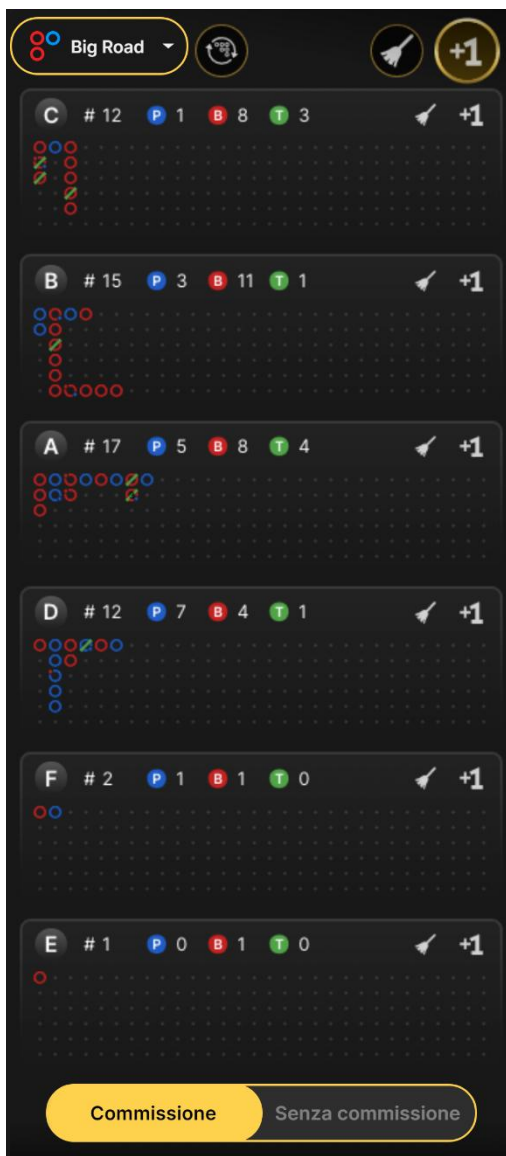 Big Road +1
C # 12 P 1 B 8 T 3 +1
B # 15 P 3 B 11 T 1 +1
A # 17 P 5 B 8 T 4 +1
D # 12 P 7 B 4 T 1 +1
F # 2 P 1 B 1 T 0 +1
E # 1 P 0 B 1 T 0 +1
Commissione Senza commissione